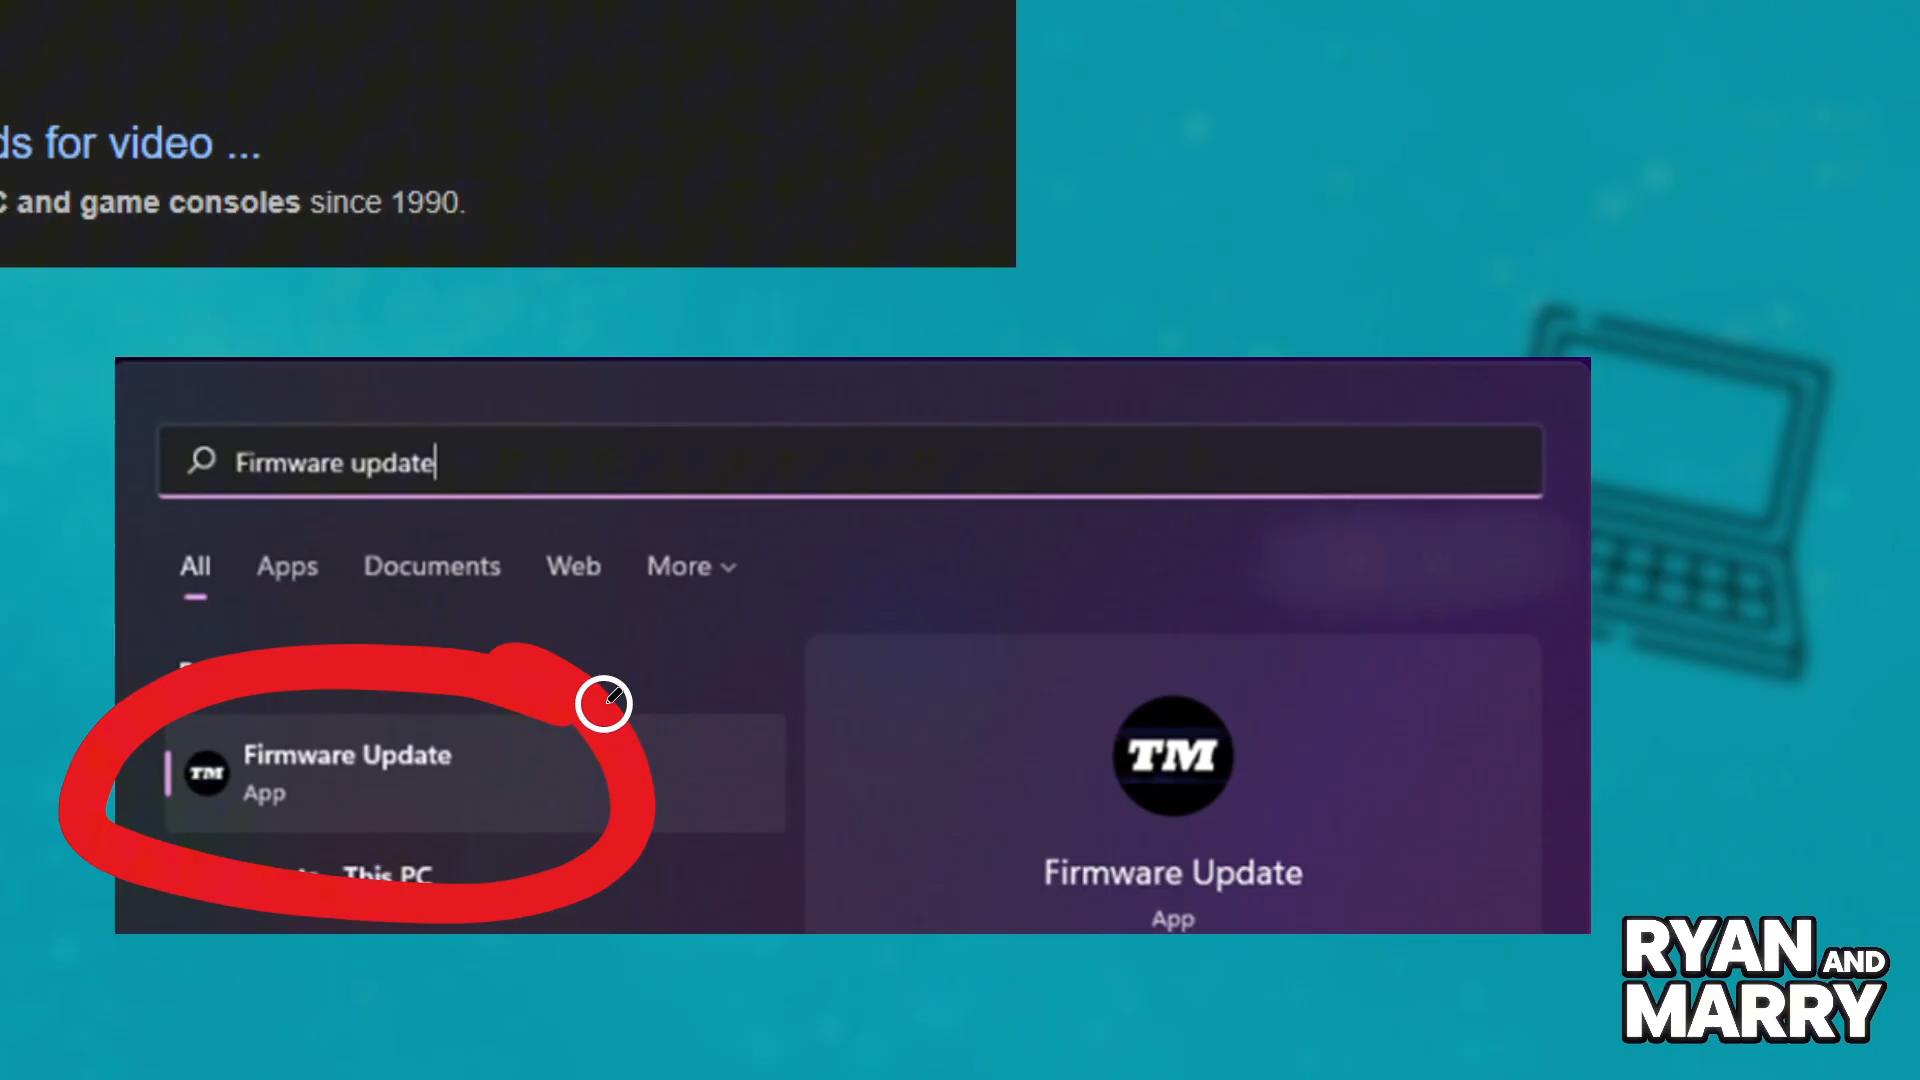 ds for video ...
C and game consoles since 1990.
Firmware update
All Apps Documents Web More
TM
Firmware Update
App
This PC
TM
Firmware Update
App
RYAN AND
MARRY